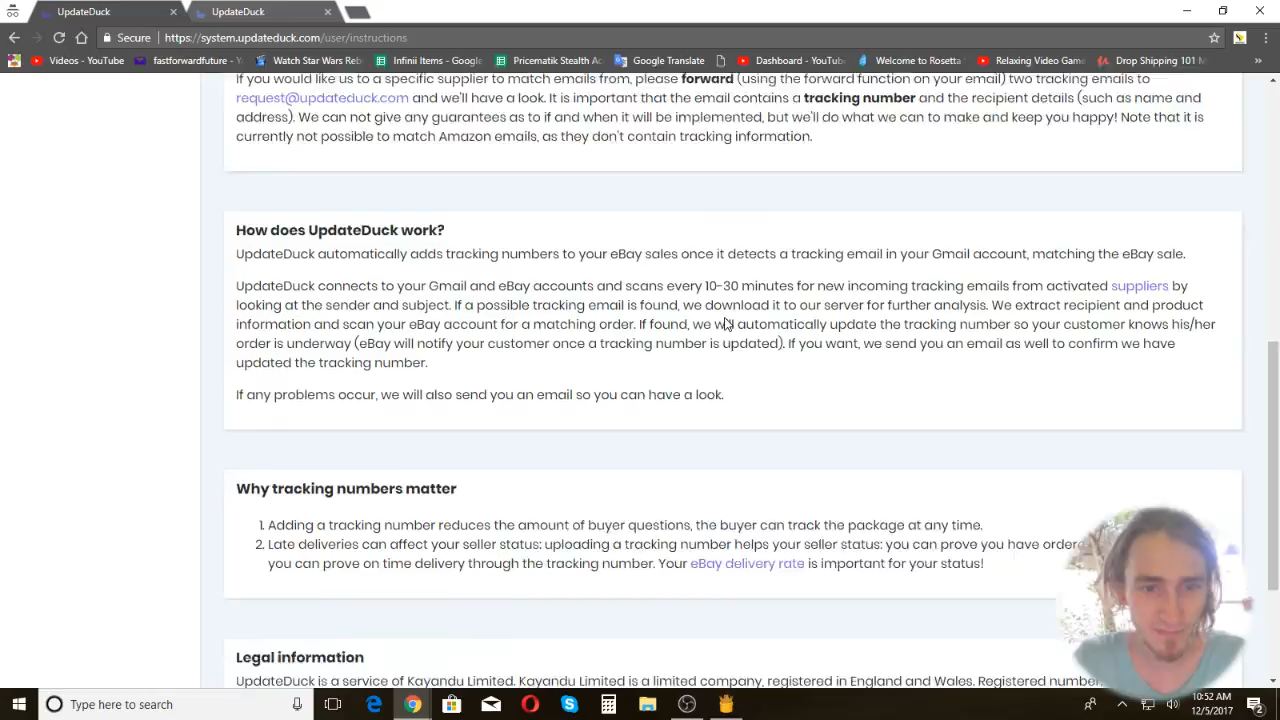 UpdateDuck
UpdateDuck
Secure https://system.updateduck.com/user/instructions
Videos - YouTube fastforwardfuture - Watch Star Wars Reb Infinii Items - Google Pricematik Stealth Ac Google Translate Dashboard - YouTub Welcome to Rosetta Relaxing Video Game Drop Shipping 101 M »
If you would like us to a specific supplier to match emails from, please forward (using the forward function on your email) two tracking emails to
request@updateduck.com and we'll have a look. It is important that the email contains a tracking number and the recipient details (such as name and
address). We can not give any guarantees as to if and when it will be implemented, but we'll do what we can to make and keep you happy! Note that it is
currently not possible to match Amazon emails, as they don't contain tracking information.
How does UpdateDuck work?
UpdateDuck automatically adds tracking numbers to your eBay sales once it detects a tracking email in your Gmail account, matching the eBay sale.
UpdateDuck connects to your Gmail and eBay accounts and scans every 10-30 minutes for new incoming tracking emails from activated suppliers by
looking at the sender and subject. If a possible tracking email is found, we download it to our server for further analysis. We extract recipient and product
information and scan your eBay account for a matching order. If found, we will automatically update the tracking number so your customer knows his/her
order is underway (eBay will notify your customer once a tracking number is updated). If you want, we send you an email as well to confirm we have
updated the tracking number.
If any problems occur, we will also send you an email so you can have a look.
Why tracking numbers matter
1. Adding a tracking number reduces the amount of buyer questions, the buyer can track the package at any time.
2. Late deliveries can affect your seller status: uploading a tracking number helps your seller status: you can prove you have ordere
you can prove on time delivery through the tracking number. Your eBay delivery rate is important for your status!
Legal information
UpdateDuck is a service of Kayandu Limited. Kayandu Limited is a limited company, registered in England and Wales. Registered number
Type here to search
10:52 AM
12/5/2017
2